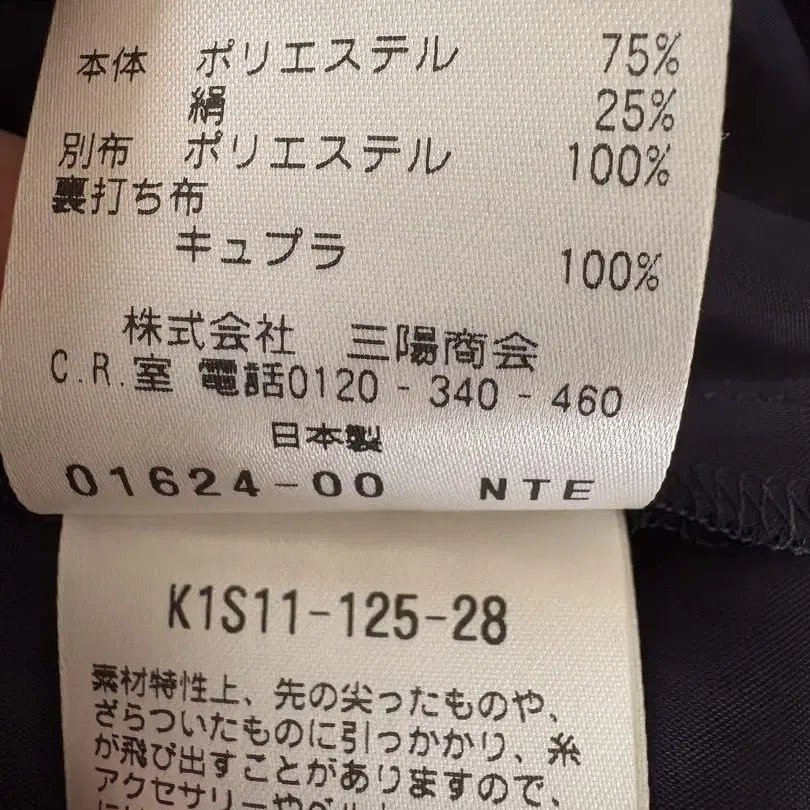 本体 ポリエステル 75%
絹 25%
別布 ポリエステル 100%
裏打ち布
キュプラ 100%
株式会社 三陽商会
C.R.室 電話0120-340-460
日本製
01624-00 NTE
K1S11-125-28
素材特性上、先の尖ったものや、
ざらついたものに引っかかり、糸
が飛び出すことがありますので、
アクセサリーやベルト